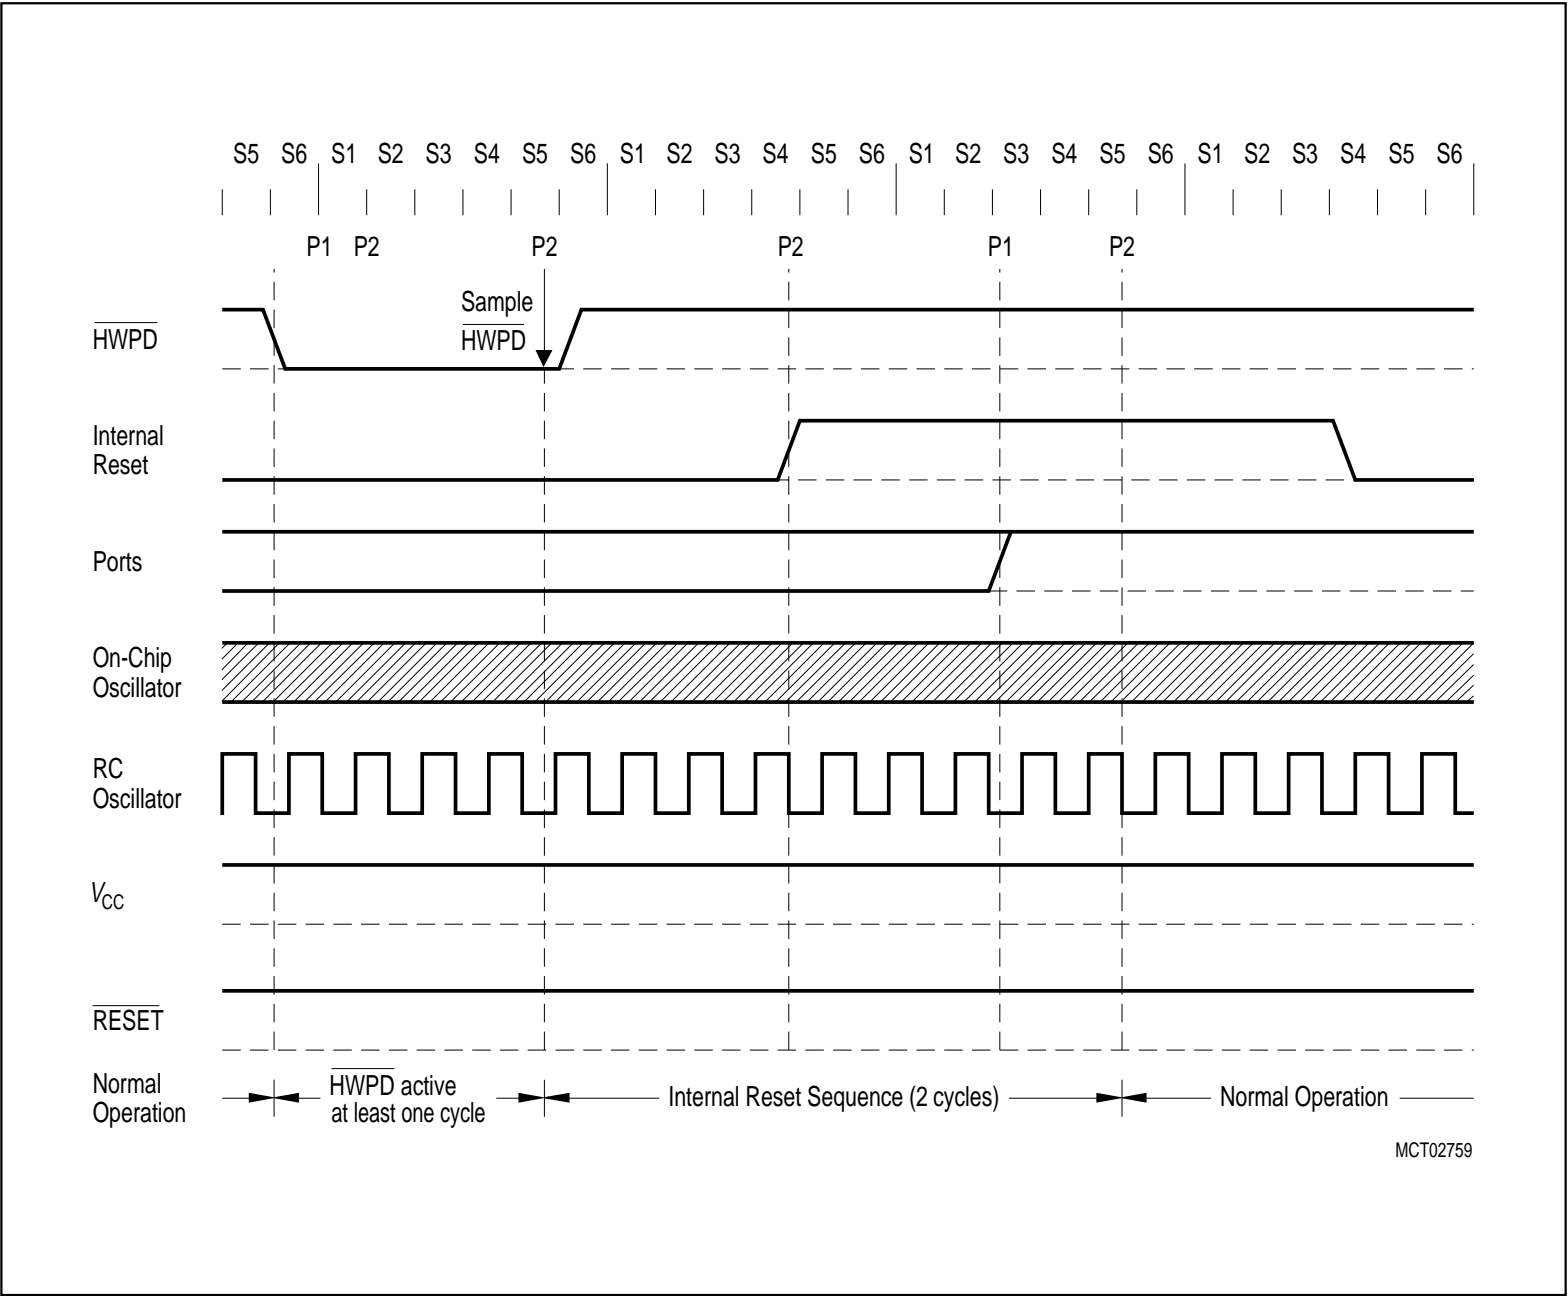 S5 S6 S1 S2 S3 S4 S5 S6 S1 S2 S3 S4 S5 S6 S1 S2 S3 S4 S5 S6 S1 S2 S3 S4 S5 S6
P1 P2 P2 P2 P1 P2
Sample
HWPD
HWPD
Internal
Reset
Ports
On-Chip
Oscillator
RC
Oscillator
VCC
RESET
Normal
Operation
HWPD active
at least one cycle
Internal Reset Sequence (2 cycles)
Normal Operation
MCT02759